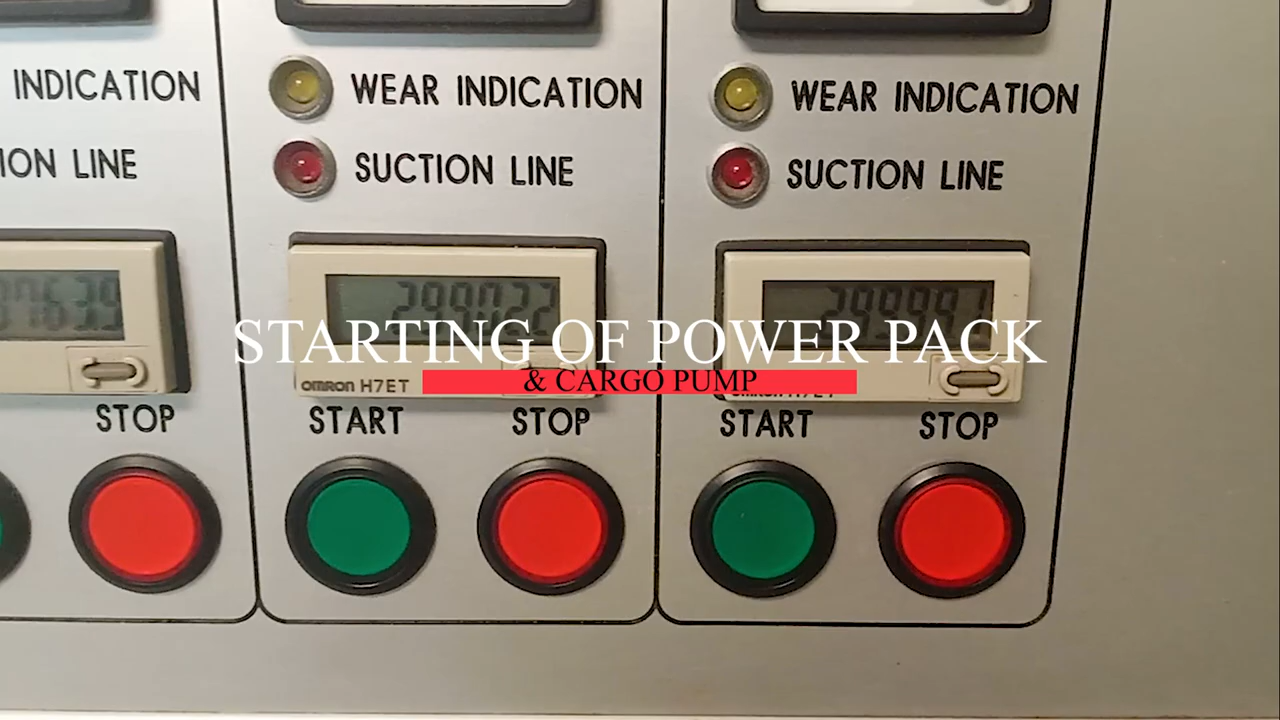 INDICATION WEAR INDICATION WEAR INDICATION
ION LINE SUCTION LINE SUCTION LINE
STARTING OF POWER PACK
& CARGO PUMP
OMRON H7ET
STOP START STOP START STOP